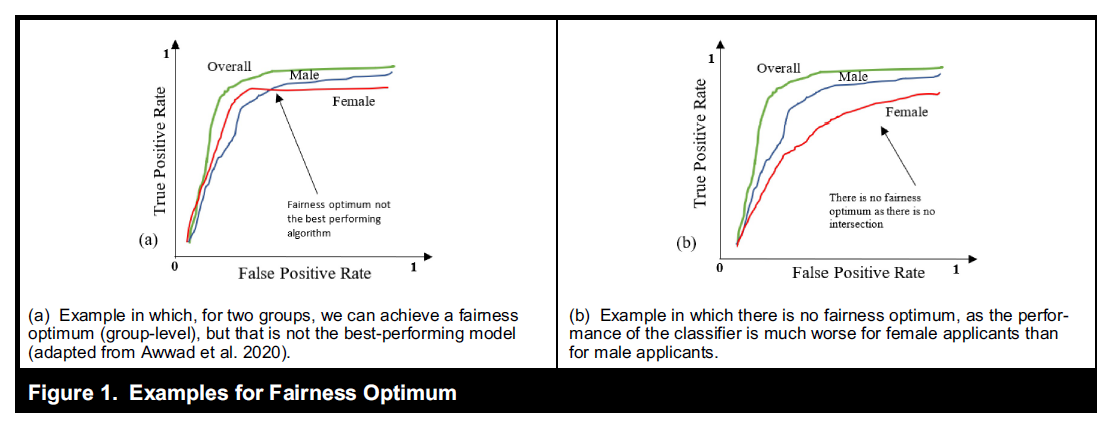 1
Overall
Male
Female
True Positive Rate
Fairness optimum not
the best performing
algorithm
(a)
0
False Positive Rate
1
(a) Example in which, for two groups, we can achieve a fairness
optimum (group-level), but that is not the best-performing model
(adapted from Awwad et al. 2020).
1
Overall
Male
Female
True Positive Rate
There is no fairness
optimum as there is no
intersection
(b)
0
False Positive Rate
1
(b) Example in which there is no fairness optimum, as the perfor-
mance of the classifier is much worse for female applicants than
for male applicants.
Figure 1. Examples for Fairness Optimum